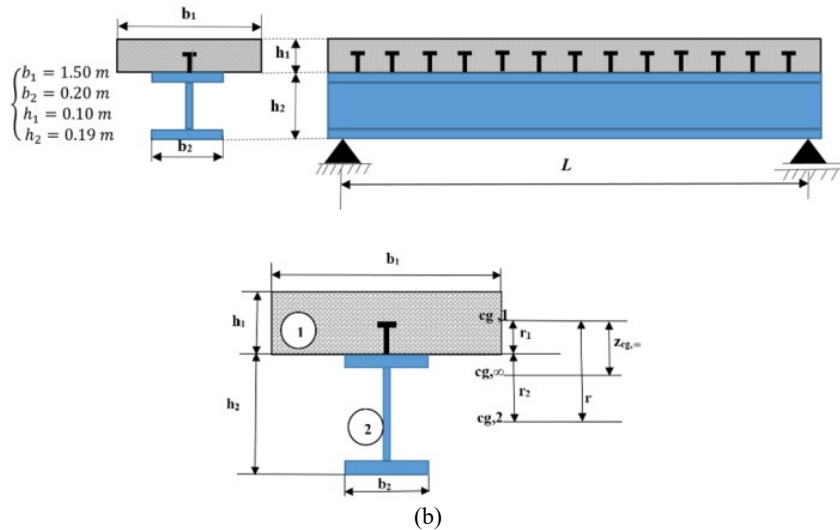 b₁
h₁
h₂
b₂
b₁ = 1.50 m
b₂ = 0.20 m
h₁ = 0.10 m
h₂ = 0.19 m
L
b₁
h₁
h₂
1
2
cg,1
r₁
cg,∞
r₂
cg,2
z_cg,∞
r
b₂
(b)